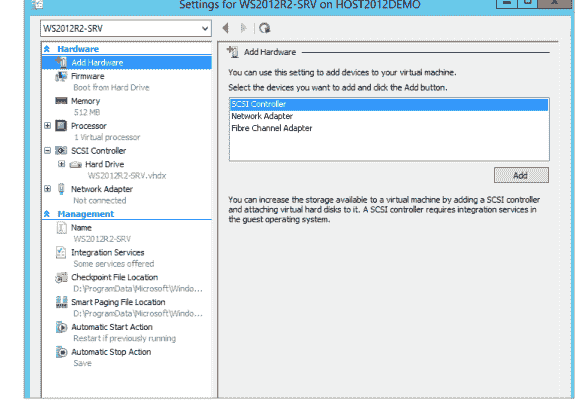 Settings for WS2012R2-SRV on HOST2012DEMO
WS2012R2-SRV
Hardware
Add Hardware
Firmware
Boot from Hard Drive
Memory
512 MB
Processor
1 Virtual processor
SCSI Controller
Hard Drive
WS2012R2-SRV.vhdx
Network Adapter
Not connected
Management
Name
WS2012R2-SRV
Integration Services
Some services offered
Checkpoint File Location
D:\ProgramData\Microsoft\Windo...
Smart Paging File Location
D:\ProgramData\Microsoft\Windo...
Automatic Start Action
Restart if previously running
Automatic Stop Action
Save
Add Hardware
You can use this setting to add devices to your virtual machine.
Select the devices you want to add and click the Add button.
SCSI Controller
Network Adapter
Fibre Channel Adapter
Add
You can increase the storage available to a virtual machine by adding a SCSI controller
and attaching virtual hard disks to it. A SCSI controller requires integration services in
the guest operating system.